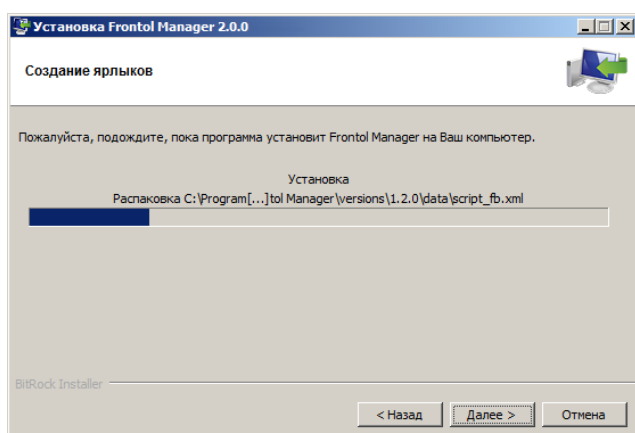 Установка Frontol Manager 2.0.0
Создание ярлыков
Пожалуйста, подождите, пока программа установит Frontol Manager на Ваш компьютер.
Установка
Распаковка C:\Program[...]tol Manager\versions\1.2.0\data\script_fb.xml
BitRock Installer
< Назад
Далее >
Отмена